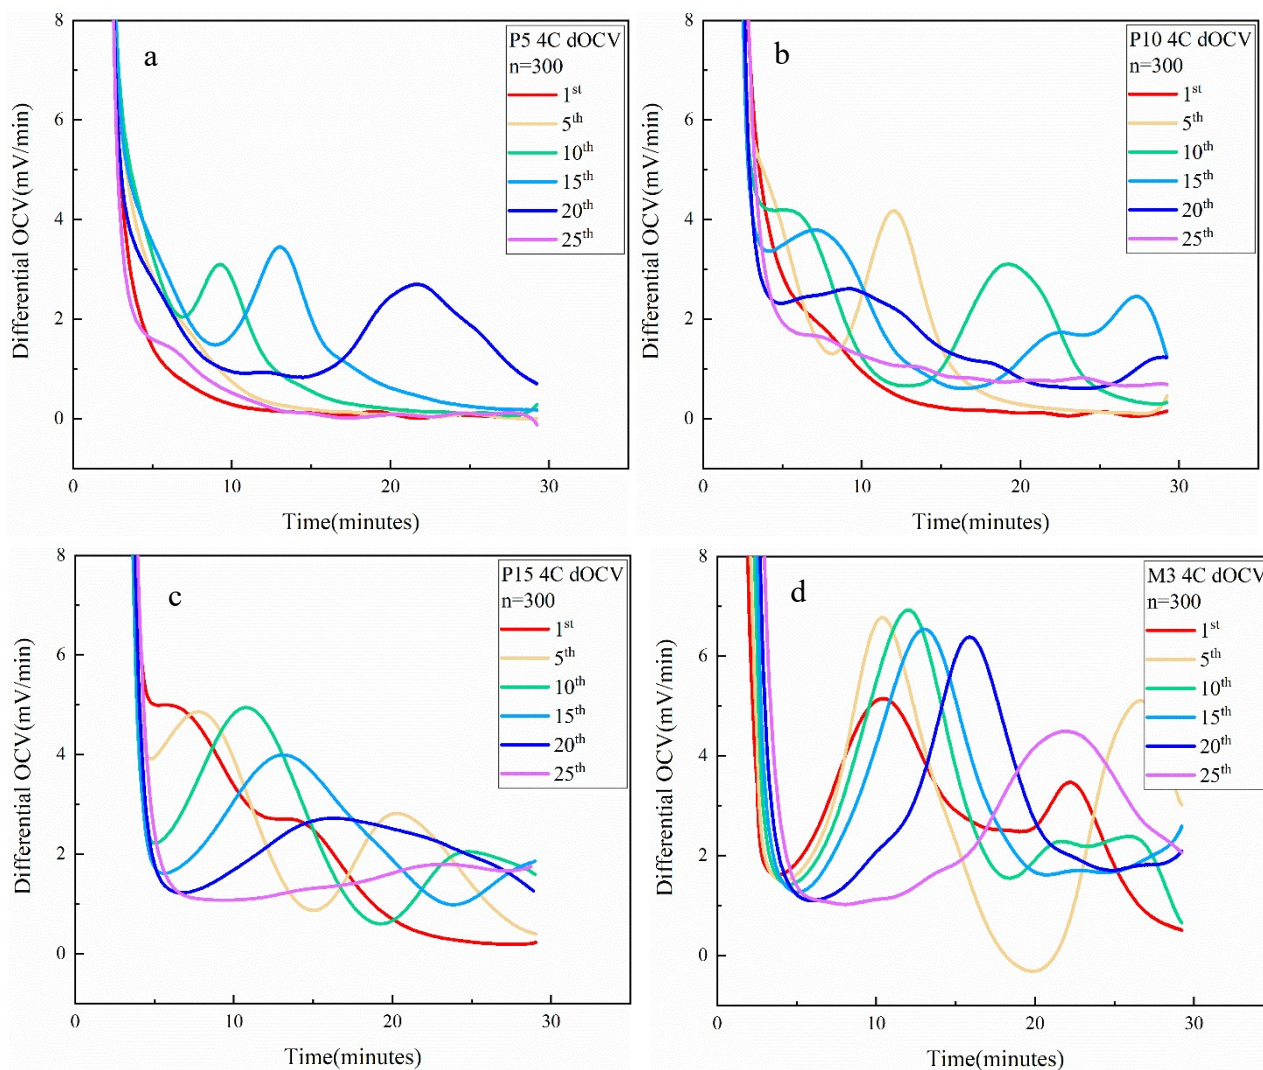 a
P5 4C dOCV
n=300
1st
5th
10th
15th
20th
25th
Differential OCV(mV/min)
8
6
4
2
0
0 10 20 30
Time(minutes)
b
P10 4C dOCV
n=300
1st
5th
10th
15th
20th
25th
Differential OCV(mV/min)
8
6
4
2
0
0 10 20 30
Time(minutes)
c
P15 4C dOCV
n=300
1st
5th
10th
15th
20th
25th
Differential OCV(mV/min)
8
6
4
2
0
0 10 20 30
Time(minutes)
d
M3 4C dOCV
n=300
1st
5th
10th
15th
20th
25th
Differential OCV(mV/min)
8
6
4
2
0
0 10 20 30
Time(minutes)